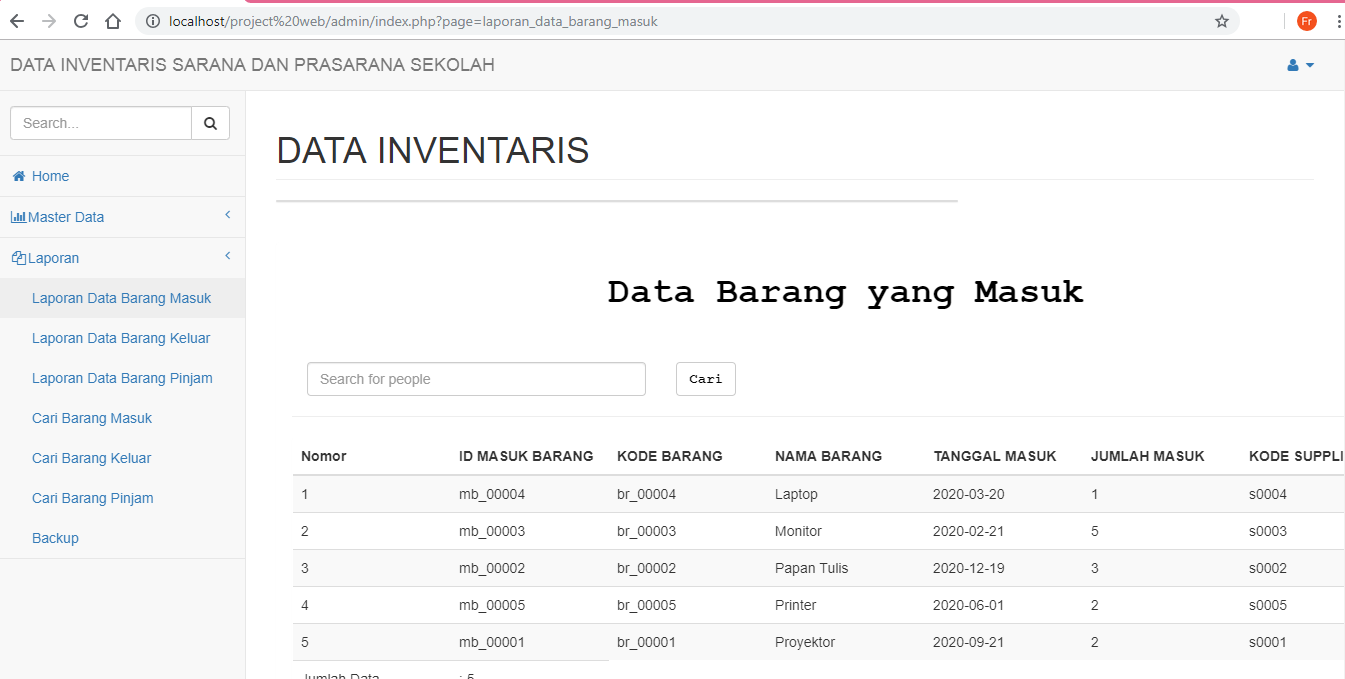 localhost/project%20web/admin/index.php?page=laporan_data_barang_masuk
Fr
DATA INVENTARIS SARANA DAN PRASARANA SEKOLAH
Search...
Home
Master Data
Laporan
Laporan Data Barang Masuk
Laporan Data Barang Keluar
Laporan Data Barang Pinjam
Cari Barang Masuk
Cari Barang Keluar
Cari Barang Pinjam
Backup
DATA INVENTARIS
Data Barang yang Masuk
Search for people Cari
Nomor ID MASUK BARANG KODE BARANG NAMA BARANG TANGGAL MASUK JUMLAH MASUK KODE SUPPLI
1 mb_00004 br_00004 Laptop 2020-03-20 1 s0004
2 mb_00003 br_00003 Monitor 2020-02-21 5 s0003
3 mb_00002 br_00002 Papan Tulis 2020-12-19 3 s0002
4 mb_00005 br_00005 Printer 2020-06-01 2 s0005
5 mb_00001 br_00001 Proyektor 2020-09-21 2 s0001
Jumlah Data : 5